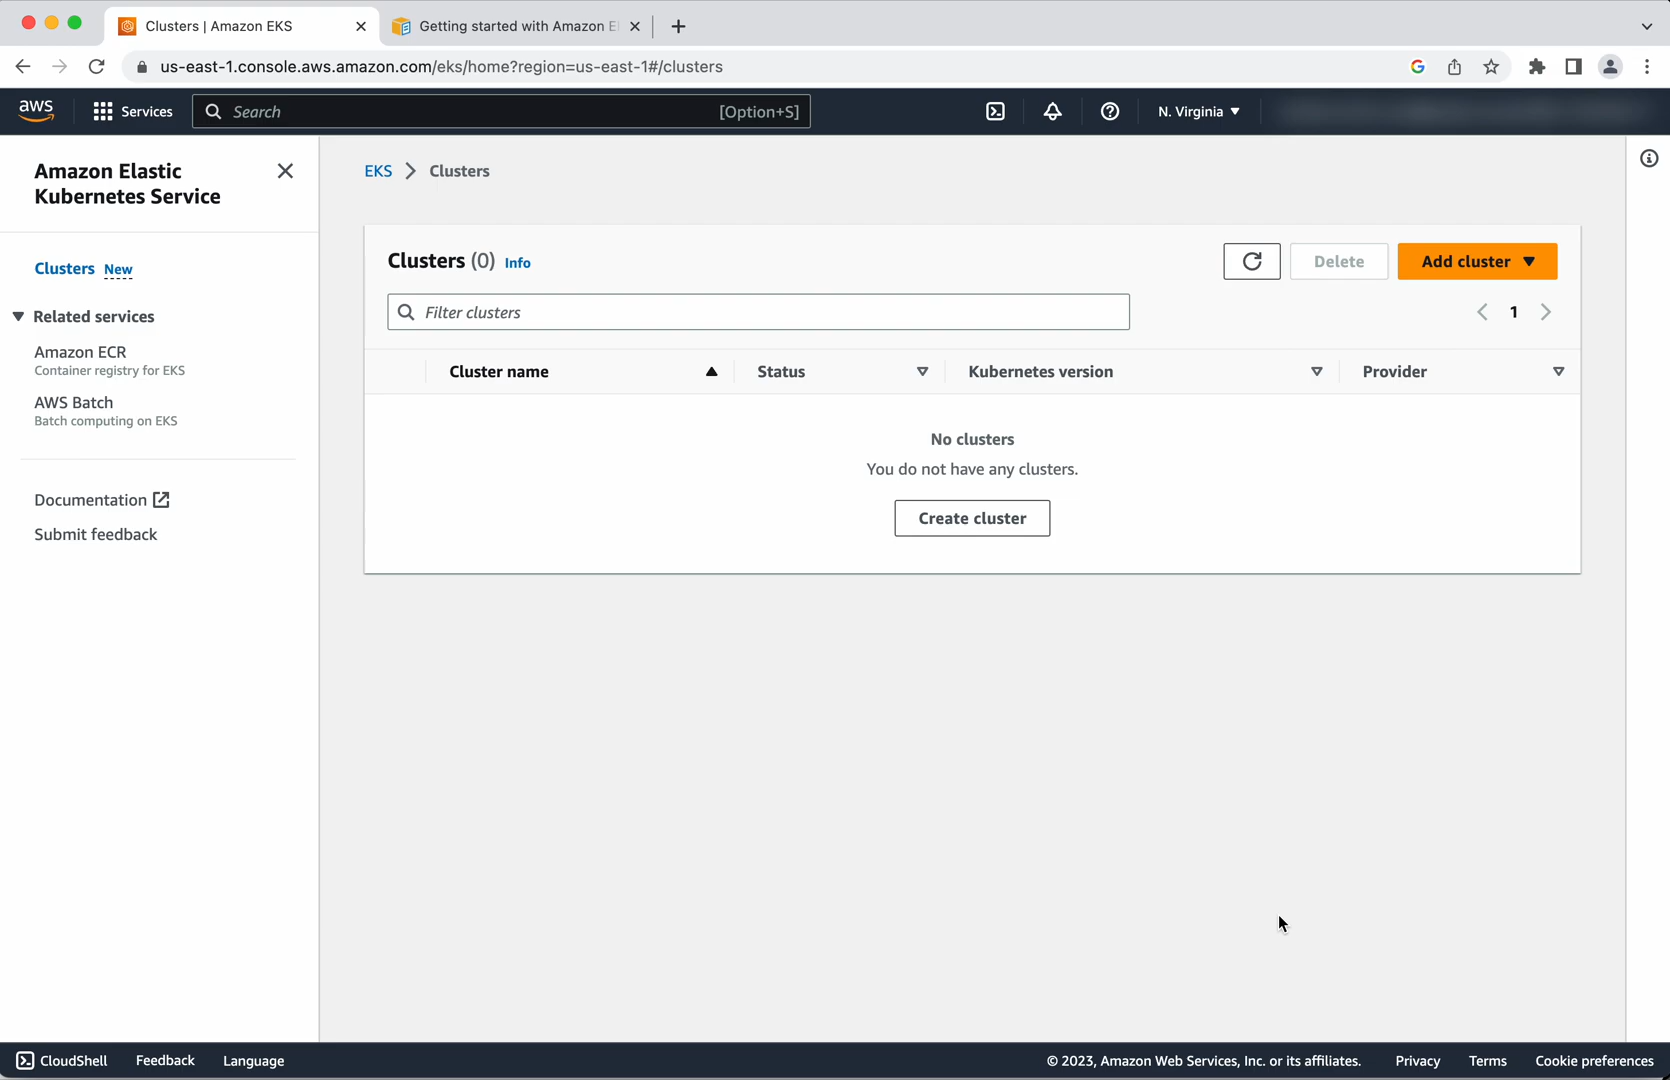 Clusters | Amazon EKS
Getting started with Amazon E
us-east-1.console.aws.amazon.com/eks/home?region=us-east-1#/clusters
aws
Services
Search
[Option+S]
N. Virginia
Amazon Elastic
Kubernetes Service
EKS
Clusters
Clusters New
Clusters (0) Info
Delete
Add cluster
Filter clusters
1
Related services
Amazon ECR
Container registry for EKS
AWS Batch
Batch computing on EKS
Documentation
Submit feedback
Cluster name
Status
Kubernetes version
Provider
No clusters
You do not have any clusters.
Create cluster
CloudShell
Feedback
Language
© 2023, Amazon Web Services, Inc. or its affiliates.
Privacy
Terms
Cookie preferences